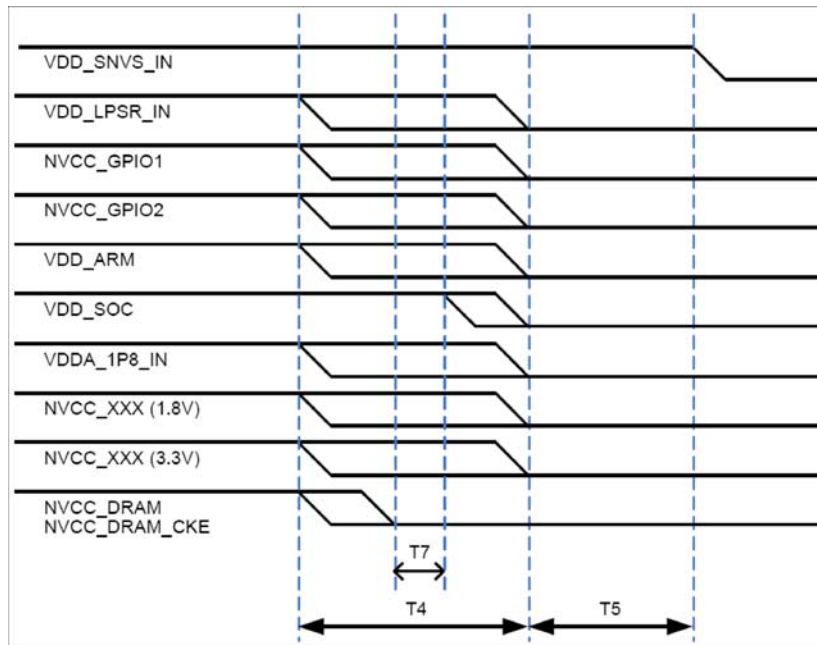 VDD_SNVS_IN
VDD_LPSR_IN
NVCC_GPIO1
NVCC_GPIO2
VDD_ARM
VDD_SOC
VDDA_1P8_IN
NVCC_XXX (1.8V)
NVCC_XXX (3.3V)
NVCC_DRAM
NVCC_DRAM_CKE
T7
T4
T5